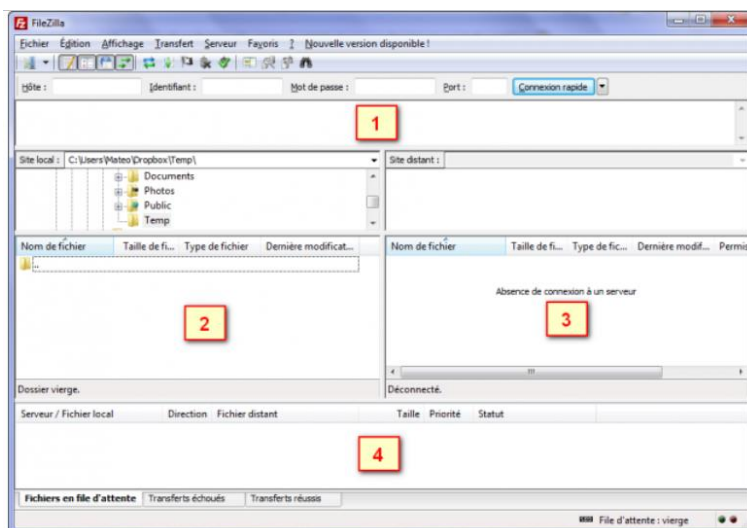 FileZilla
Fichier Édition Affichage Transfert Serveur Favoris ? Nouvelle version disponible !
Hôte : Identifiant : Mot de passe : Port : Connexion rapide
1
Site local : C:\Users\Mateo\Dropbox\Temp\ Site distant :
Documents
Photos
Public
Temp
Nom de fichier Taille de fi... Type de fichier Dernière modificat... Nom de fichier Taille de fi... Type de fic... Dernière modif... Permis
..
Absence de connexion à un serveur
2
3
Dossier vierge. Déconnecté.
Serveur / Fichier local Direction Fichier distant Taille Priorité Statut
4
Fichiers en file d'attente Transferts échoués Transferts réussis
File d'attente : vierge